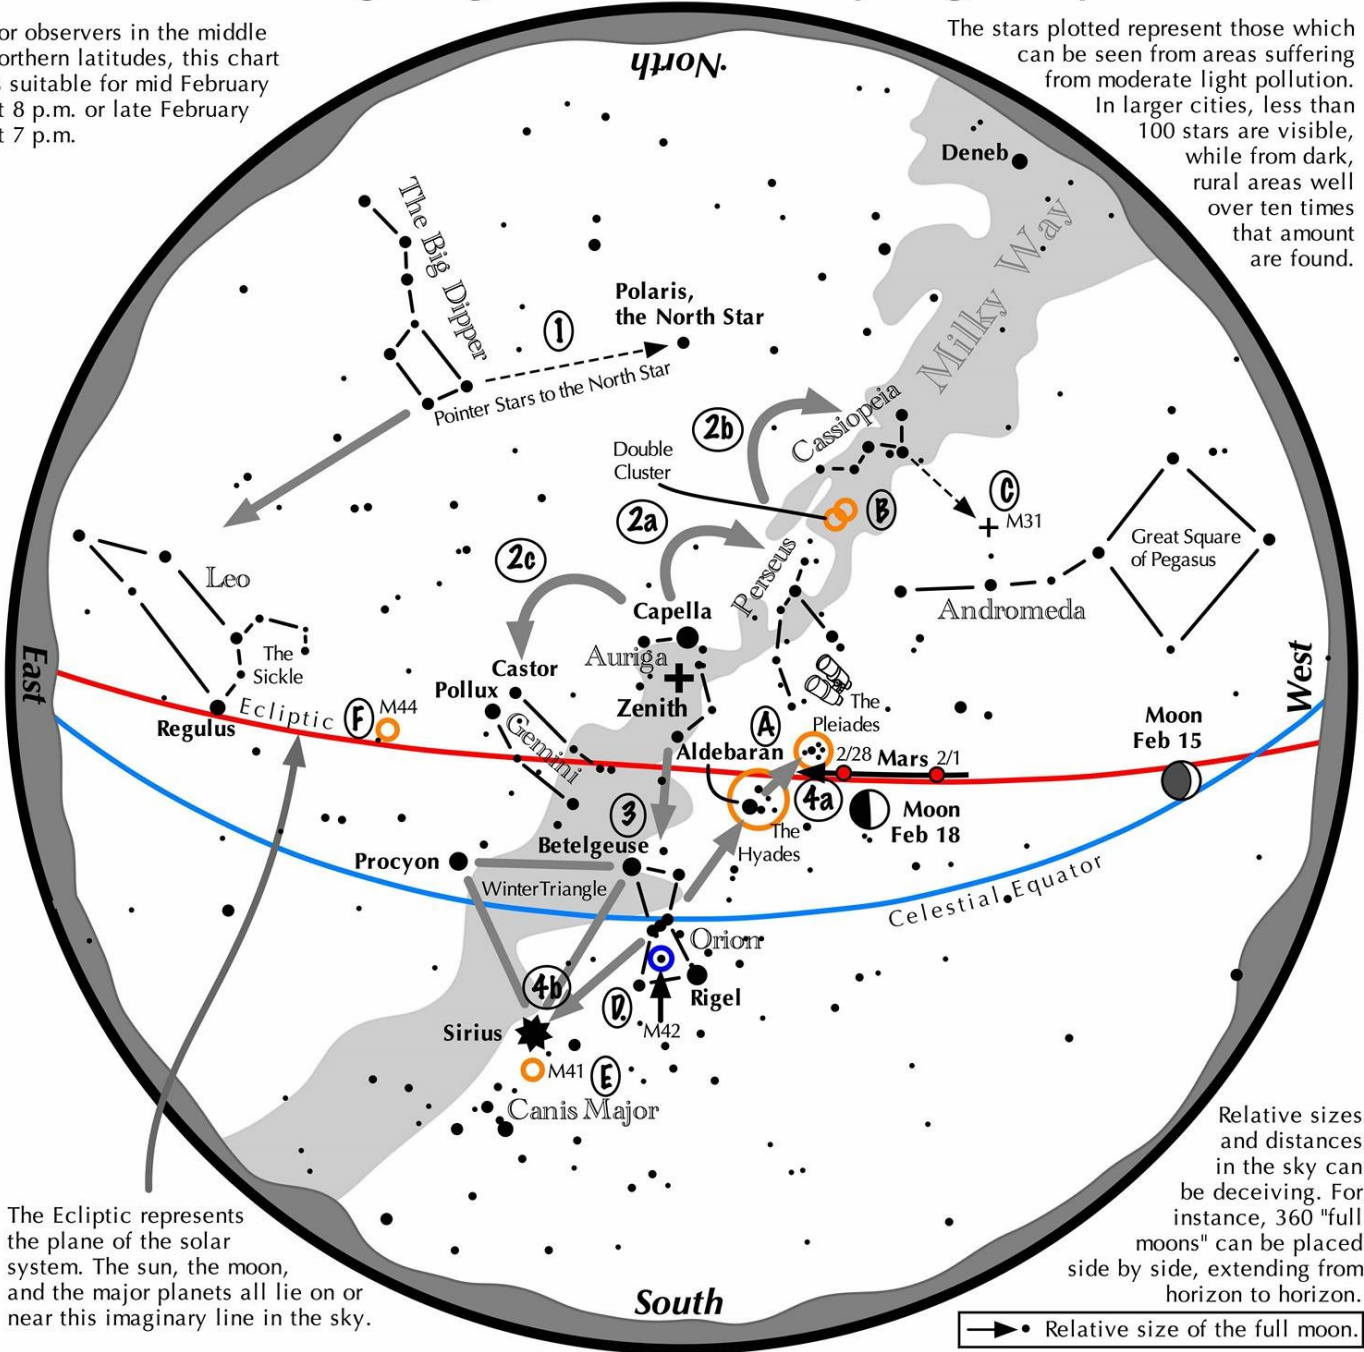 or observers in the middle
orthern latitudes, this chart
s suitable for mid February
t 8 p.m. or late February
t 7 p.m.
The stars plotted represent those which
can be seen from areas suffering
from moderate light pollution.
In larger cities, less than
100 stars are visible,
while from dark,
rural areas well
over ten times
that amount
are found.
North
Deneb
Milky Way
The Big Dipper
Polaris,
the North Star
1
Pointer Stars to the North Star
2b
Cassiopeia
Double
Cluster
B
C
M31
2a
2c
Great Square
of Pegasus
Perseus
Leo
Andromeda
Capella
The
Sickle
Auriga
Castor
Pollux
Zenith
East
West
Regulus
Ecliptic
F
M44
Gemini
The
Pleiades
A
Aldebaran
2/28
Mars
2/1
Moon
Feb 15
4a
Moon
Feb 18
3
The
Hyades
Betelgeuse
Procyon
Winter Triangle
Celestial Equator
Orion
4b
D.
Rigel
M42
Sirius
M41
E
Canis Major
The Ecliptic represents
the plane of the solar
system. The sun, the moon,
and the major planets all lie on or
near this imaginary line in the sky.
South
Relative sizes
and distances
in the sky can
be deceiving. For
instance, 360 "full
moons" can be placed
side by side, extending from
horizon to horizon.
Relative size of the full moon.